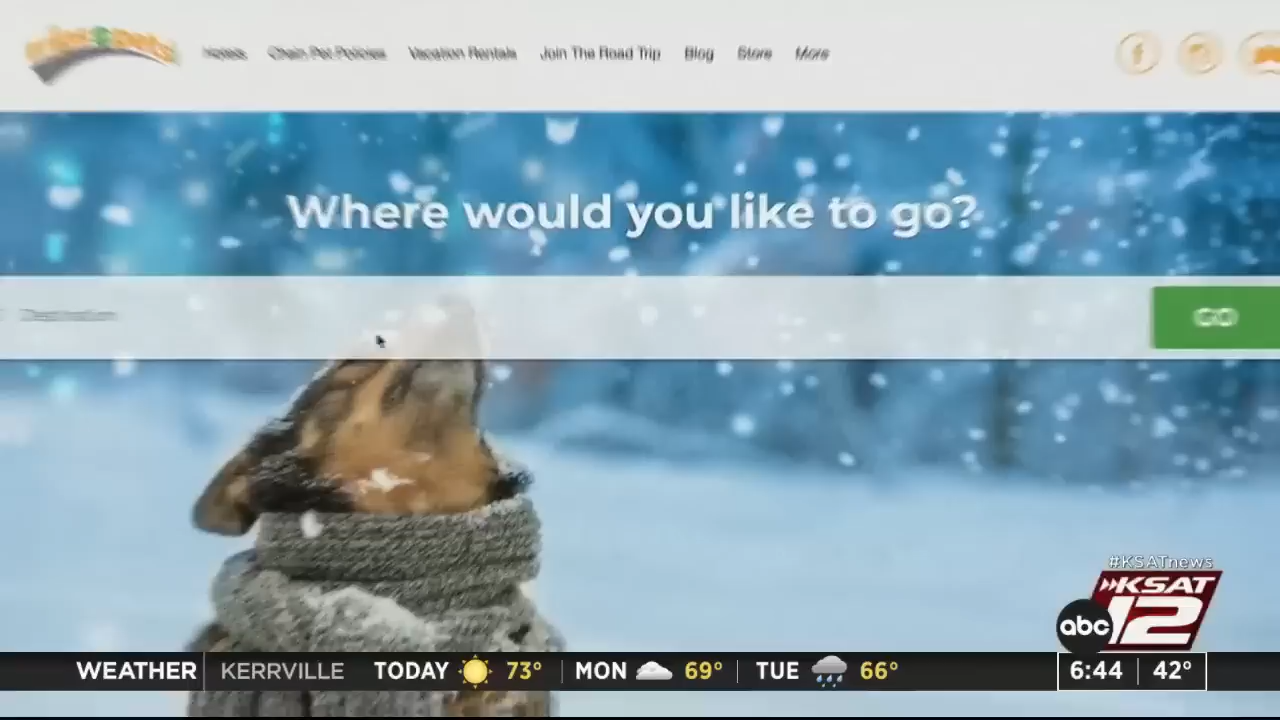 Hotels Chain Pet Policies Vacation Rentals Join The Road Trip Blog Store More
Where would you like to go?
Destination
GO
#KSATnews
KSAT
abc 12
WEATHER KERRVILLE TODAY 73° MON 69° TUE 66° 6:44 42°